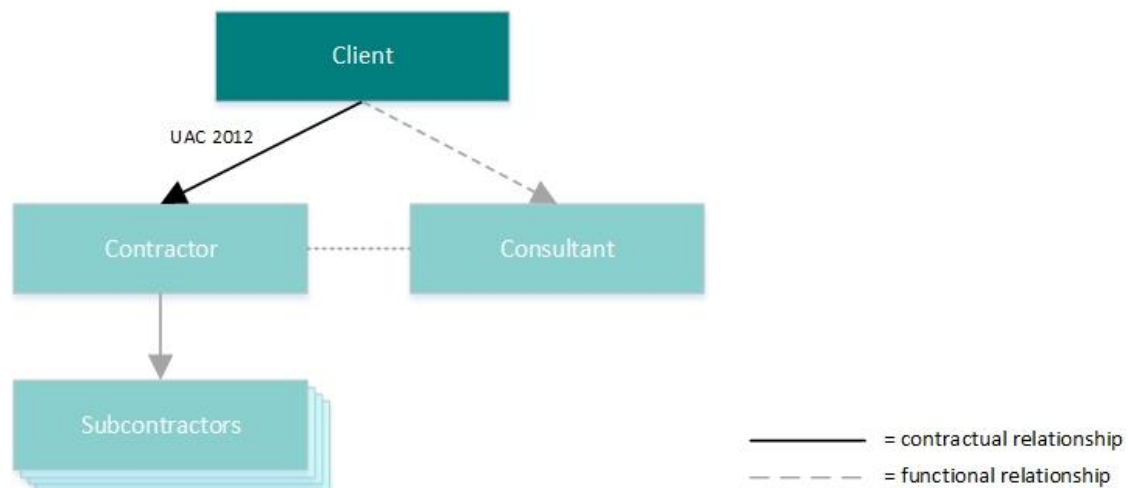 Client
UAC 2012
Contractor
Consultant
Subcontractors
= contractual relationship
= functional relationship